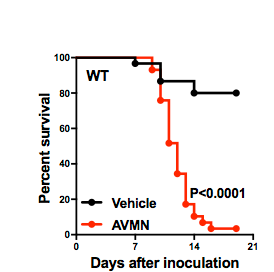 100
WT
80
60
40
20
0
Percent survival
P<0.0001
Vehicle
AVMN
0 7 14 21
Days after inoculation